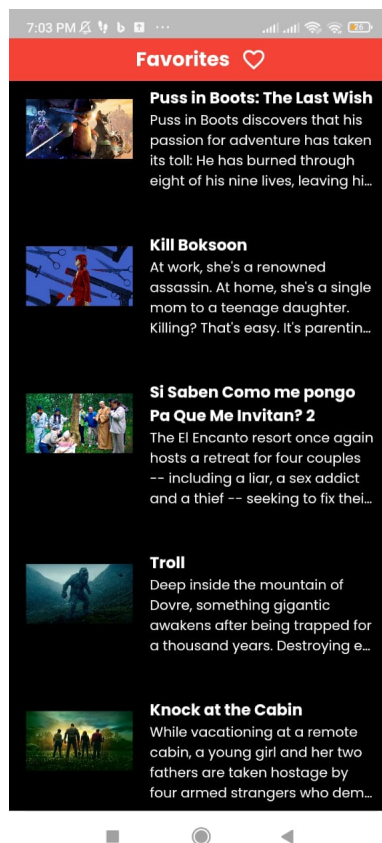 7:03 PM
26
Favorites
Puss in Boots: The Last Wish
Puss in Boots discovers that his
passion for adventure has taken
its toll: He has burned through
eight of his nine lives, leaving hi...
Kill Boksoon
At work, she's a renowned
assassin. At home, she's a single
mom to a teenage daughter.
Killing? That's easy. It's parentin...
Si Saben Como me pongo
Pa Que Me Invitan? 2
The El Encanto resort once again
hosts a retreat for four couples
-- including a liar, a sex addict
and a thief -- seeking to fix thei...
Troll
Deep inside the mountain of
Dovre, something gigantic
awakens after being trapped for
a thousand years. Destroying e...
Knock at the Cabin
While vacationing at a remote
cabin, a young girl and her two
fathers are taken hostage by
four armed strangers who dem...